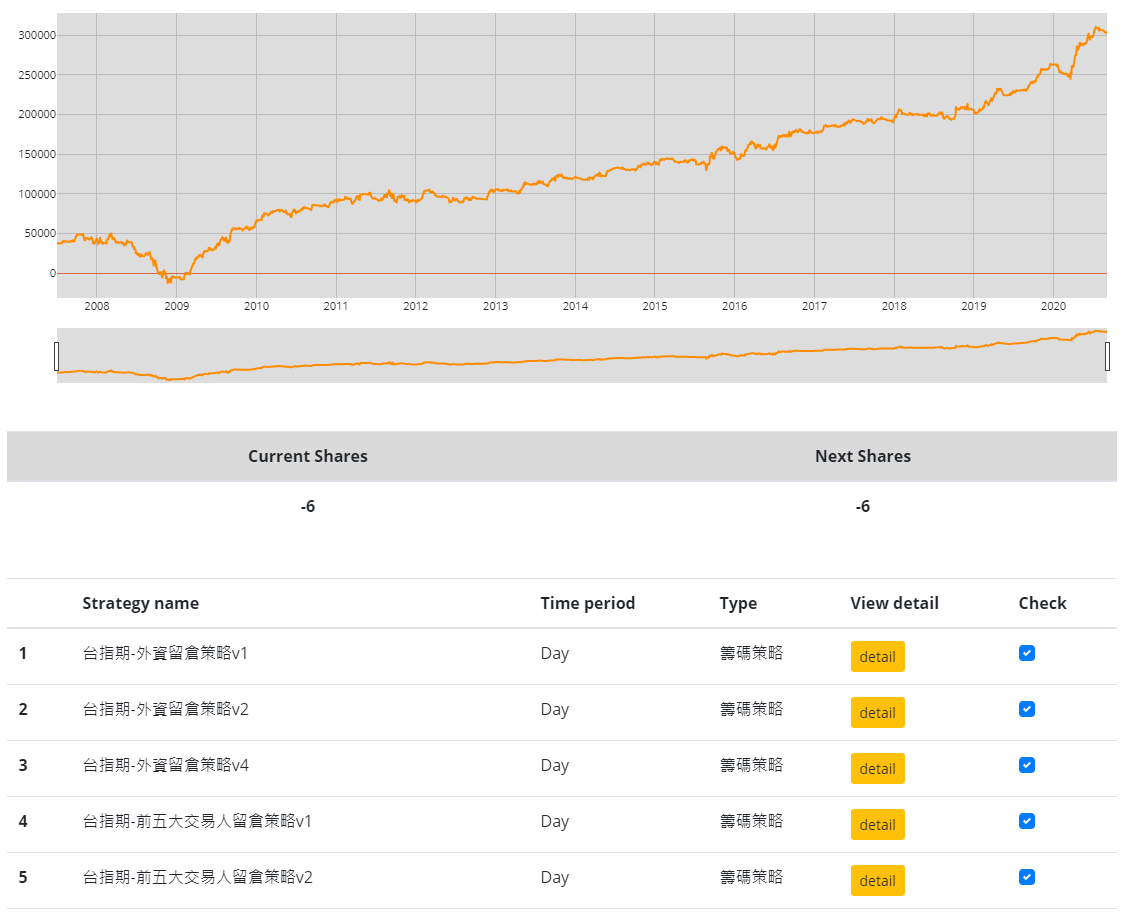 300000
250000
200000
150000
100000
50000
0
2008 2009 2010 2011 2012 2013 2014 2015 2016 2017 2018 2019 2020
Current Shares Next Shares
-6 -6
Strategy name Time period Type View detail Check
1 台指期-外資留倉策略v1 Day 籌碼策略 detail
2 台指期-外資留倉策略v2 Day 籌碼策略 detail
3 台指期-外資留倉策略v4 Day 籌碼策略 detail
4 台指期-前五大交易人留倉策略v1 Day 籌碼策略 detail
5 台指期-前五大交易人留倉策略v2 Day 籌碼策略 detail